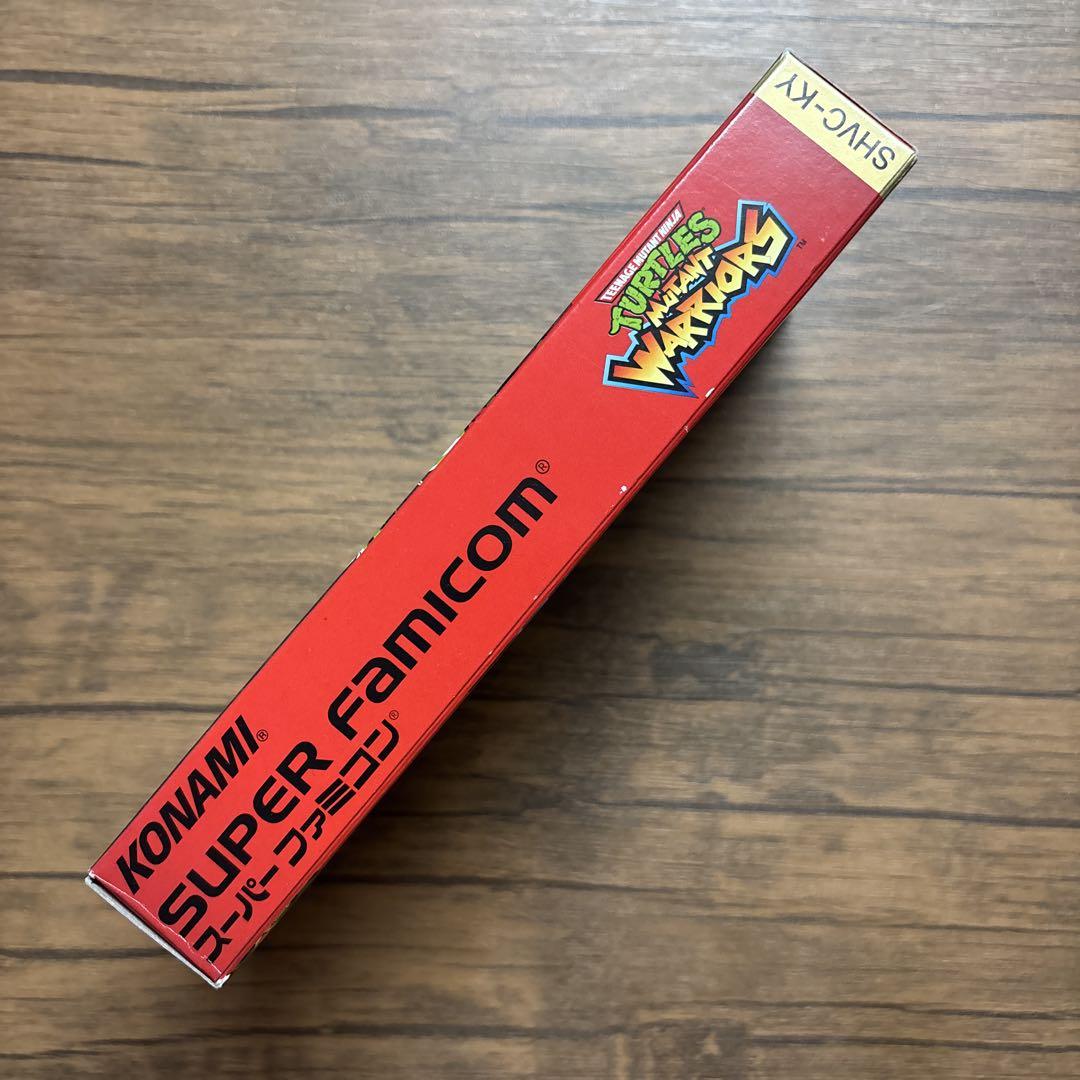 KONAMI®
SUPER FAMICOM®
スーパーファミコン®
TEENAGE MUTANT NINJA
TURTLES
MUTANT
WARRIORS™
SHVC-KY